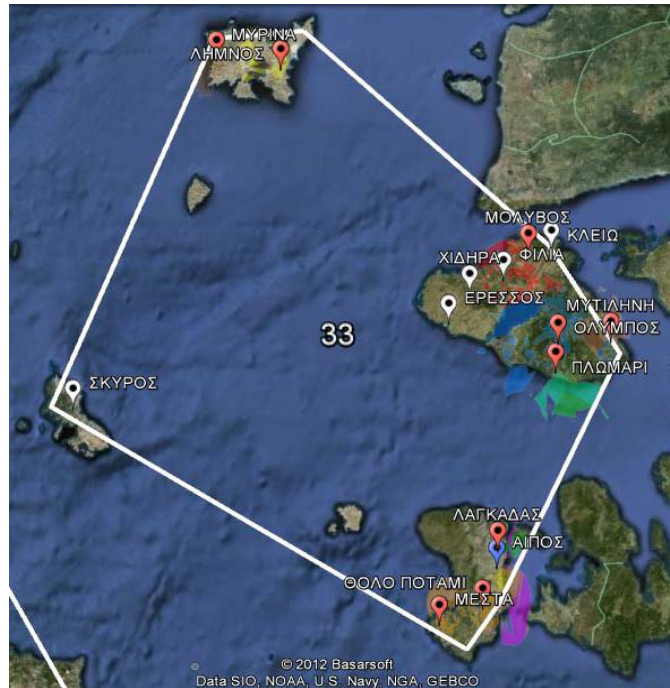 ΜΥΡΙΝΑ
ΛΗΜΝΟΣ
ΜΟΛΥΒΟΣ
ΚΛΕΙΩ
ΦΙΛΙΑ
ΧΙΔΗΡΑ
ΕΡΕΣΣΟΣ
ΜΥΤΙΛΗΝΗ
ΟΛΥΜΠΟΣ
33
ΠΛΩΜΑΡΙ
ΣΚΥΡΟΣ
ΛΑΓΚΑΔΑΣ
ΑΙΠΟΣ
ΘΟΛΟ ΠΟΤΑΜΙ
ΜΕΣΤΑ
© 2012 Basarsoft
Data SIO, NOAA, U.S. Navy, NGA, GEBCO